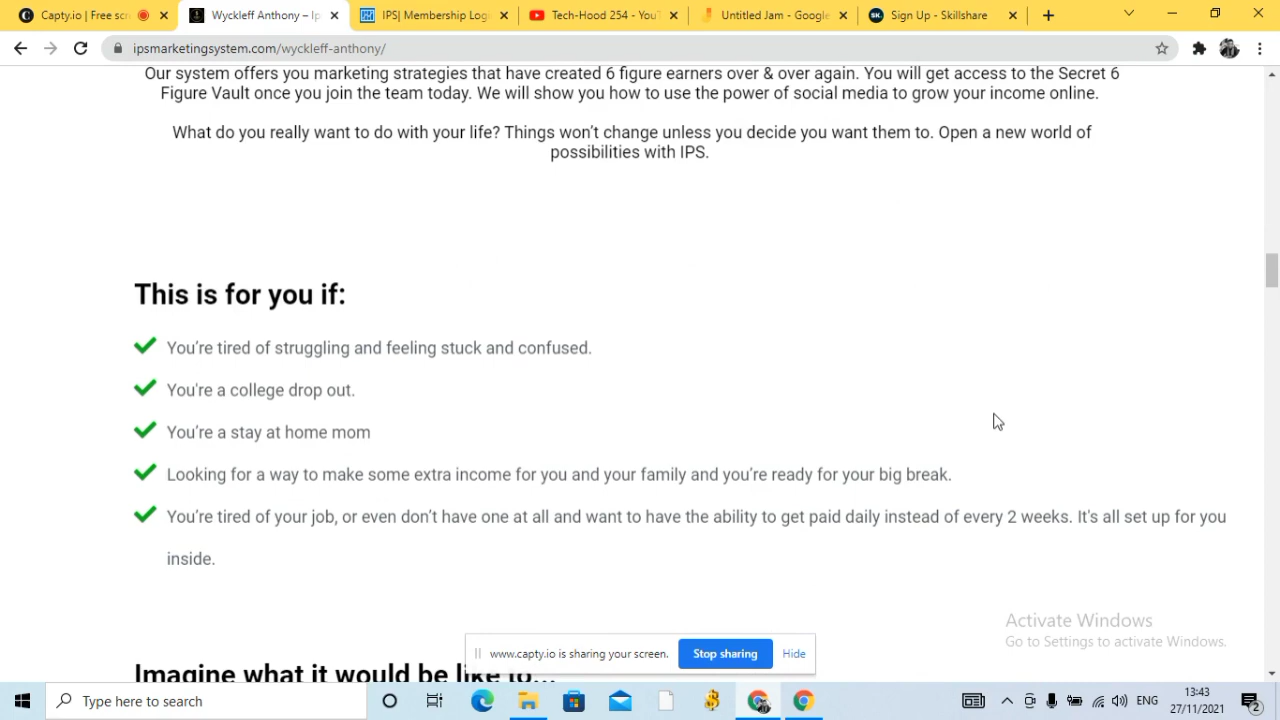 Capty.io | Free scr
Wyckleff Anthony – Ip
IPS| Membership Log
Tech-Hood 254 - YouT
Untitled Jam - Google
Sign Up - Skillshare
ipsmarketingsystem.com/wyckleff-anthony/
Our system offers you marketing strategies that have created 6 figure earners over & over again. You will get access to the Secret 6
Figure Vault once you join the team today. We will show you how to use the power of social media to grow your income online.
What do you really want to do with your life? Things won’t change unless you decide you want them to. Open a new world of
possibilities with IPS.
This is for you if:
You’re tired of struggling and feeling stuck and confused.
You're a college drop out.
You’re a stay at home mom
Looking for a way to make some extra income for you and your family and you’re ready for your big break.
You’re tired of your job, or even don’t have one at all and want to have the ability to get paid daily instead of every 2 weeks. It's all set up for you
inside.
Activate Windows
Go to Settings to activate Windows.
www.capty.io is sharing your screen.
Stop sharing
Hide
Imagine what it would be like to...
Type here to search
ENG
13:43
27/11/2021
2